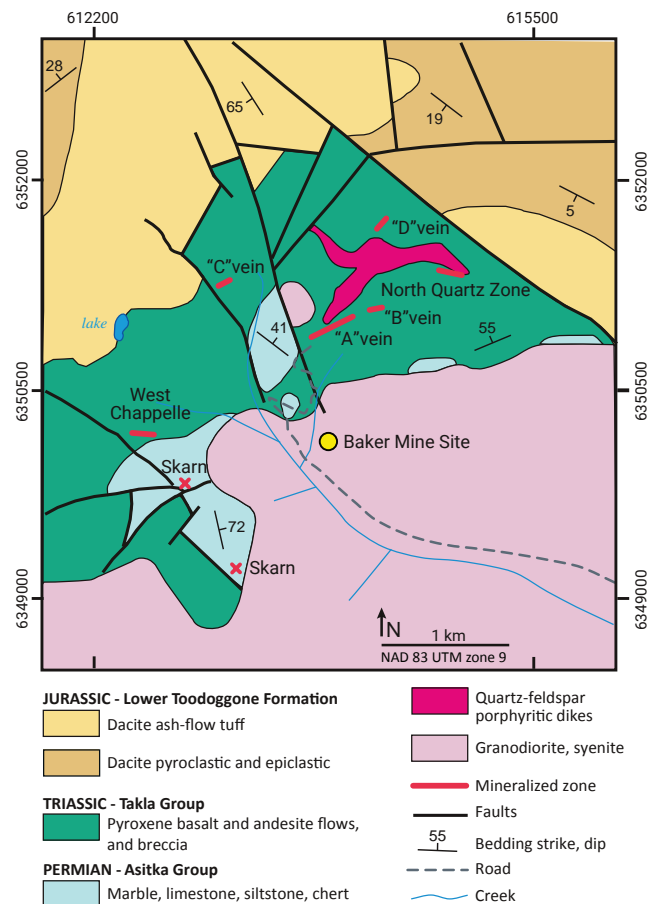 612200
615500
28
65
19
6352000
6352000
5
"D"vein
"C"vein
North Quartz Zone
lake
"B"vein
41
"A"vein
55
6350500
6350500
West
Chappelle
Baker Mine Site
Skarn
72
Skarn
6349000
6349000
N
1 km
NAD 83 UTM zone 9
JURASSIC - Lower Toodoggone Formation
Dacite ash-flow tuff
Dacite pyroclastic and epiclastic
TRIASSIC - Takla Group
Pyroxene basalt and andesite flows,
and breccia
PERMIAN - Asitka Group
Marble, limestone, siltstone, chert
Quartz-feldspar
porphyritic dikes
Granodiorite, syenite
Mineralized zone
Faults
55
Bedding strike, dip
Road
Creek